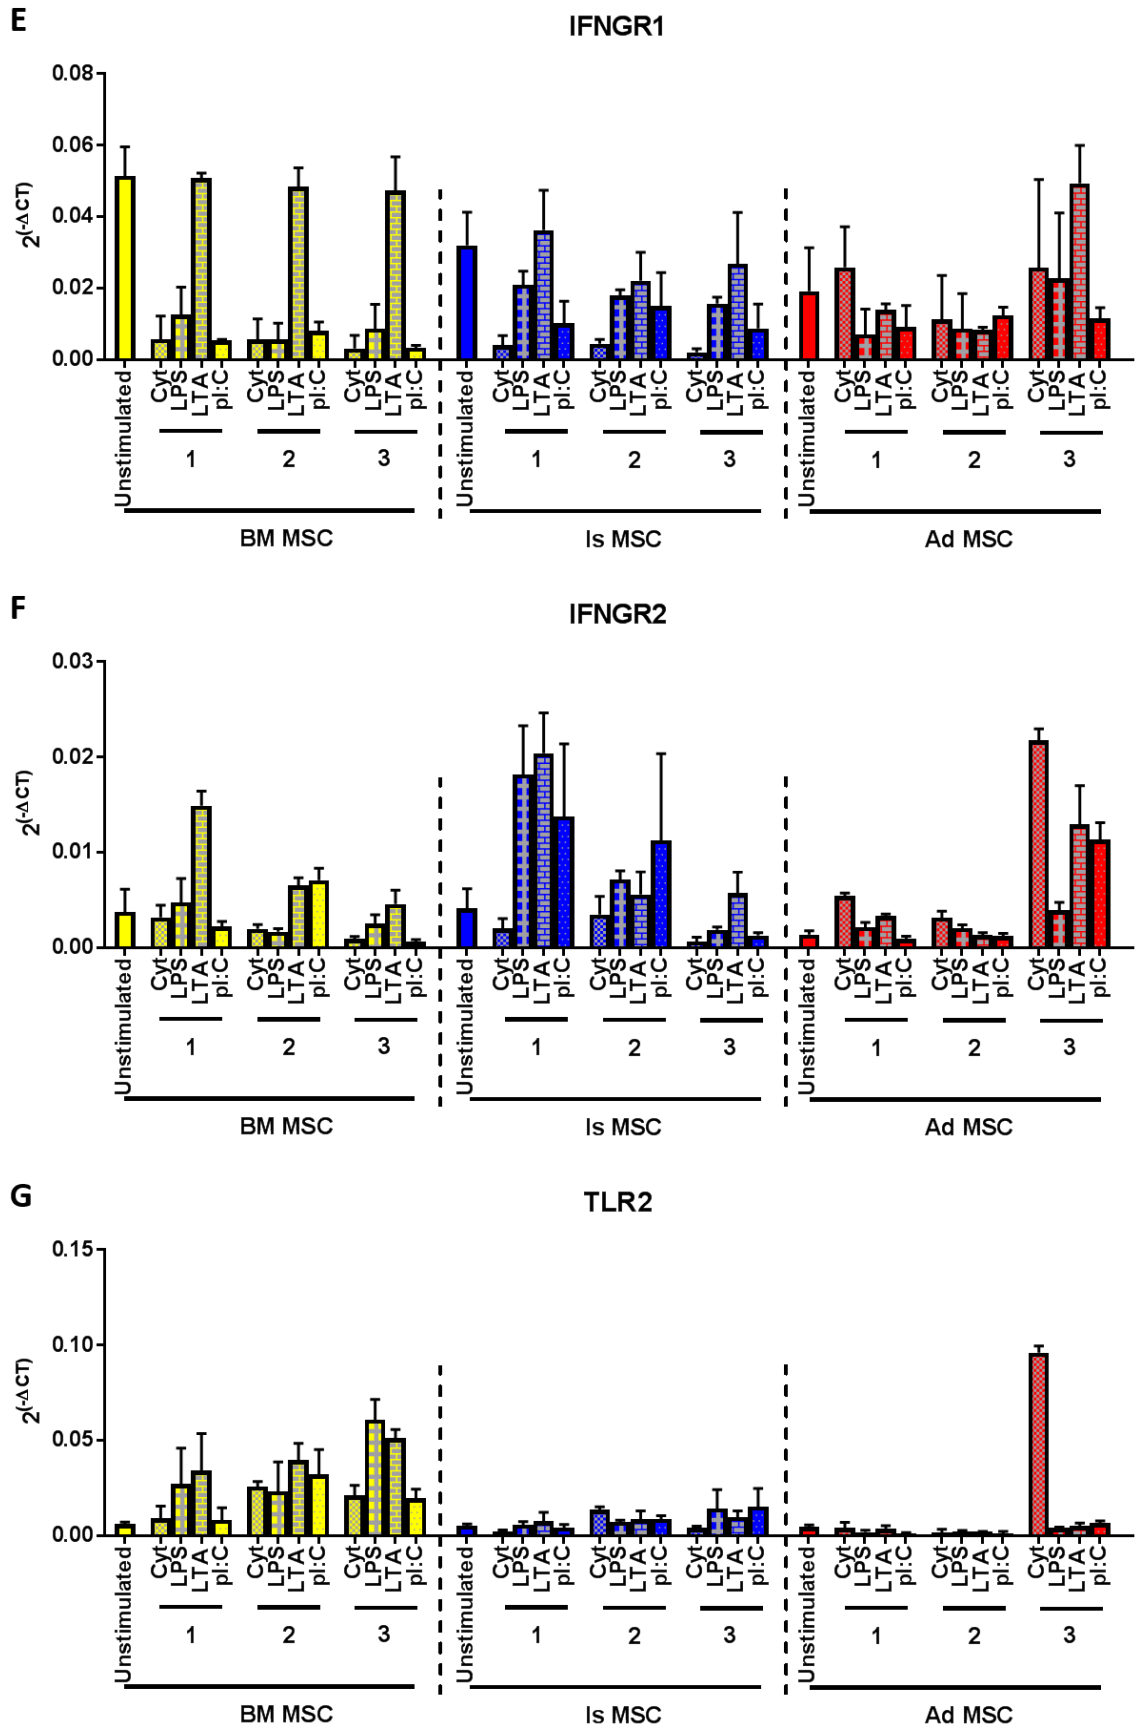 E
IFNGR1
0.08
0.06
0.04
0.02
0.00
2(-ΔCT)
Unstimulated Cyt LPS LTA pI:C Cyt LPS LTA pI:C Cyt LPS LTA pI:C Unstimulated Cyt LPS LTA pI:C Cyt LPS LTA pI:C Cyt LPS LTA pI:C Unstimulated Cyt LPS LTA pI:C Cyt LPS LTA pI:C Cyt LPS LTA pI:C
1 2 3 1 2 3 1 2 3
BM MSC Is MSC Ad MSC
F
IFNGR2
0.03
0.02
0.01
0.00
2(-ΔCT)
Unstimulated Cyt LPS LTA pI:C Cyt LPS LTA pI:C Cyt LPS LTA pI:C Unstimulated Cyt LPS LTA pI:C Cyt LPS LTA pI:C Cyt LPS LTA pI:C Unstimulated Cyt LPS LTA pI:C Cyt LPS LTA pI:C Cyt LPS LTA pI:C
1 2 3 1 2 3 1 2 3
BM MSC Is MSC Ad MSC
G
TLR2
0.15
0.10
0.05
0.00
2(-ΔCT)
Unstimulated Cyt LPS LTA pI:C Cyt LPS LTA pI:C Cyt LPS LTA pI:C Unstimulated Cyt LPS LTA pI:C Cyt LPS LTA pI:C Cyt LPS LTA pI:C Unstimulated Cyt LPS LTA pI:C Cyt LPS LTA pI:C Cyt LPS LTA pI:C
1 2 3 1 2 3 1 2 3
BM MSC Is MSC Ad MSC